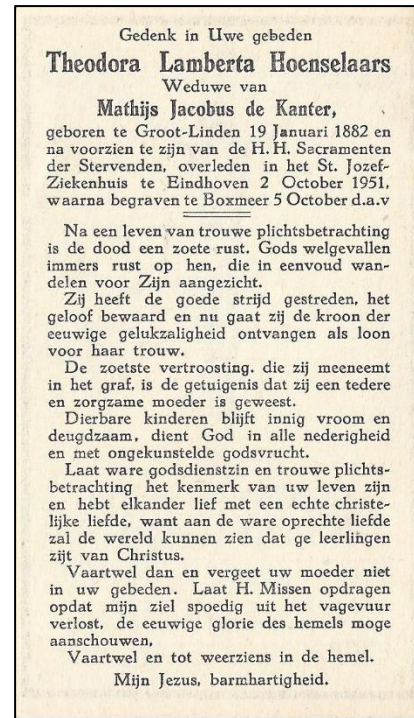 Gedenk in Uwe gebeden
Theodora Lamberta Hoenselaars
Weduwe van
Mathijs Jacobus de Kanter,
geboren te Groot-Linden 19 Januari 1882 en
na voorzien te zijn van de H.H. Sacramenten
der Stervenden, overleden in het St. Jozef-
Ziekenhuis te Eindhoven 2 October 1951,
waarna begraven te Boxmeer 5 October d.a.v
Na een leven van trouwe plichtsbetrachting
is de dood een zoete rust. Gods welgevallen
immers rust op hen, die in eenvoud wan-
delen voor Zijn aangezicht.
Zij heeft de goede strijd gestreden, het
geloof bewaard en nu gaat zij de kroon der
eeuwige gelukzaligheid ontvangen als loon
voor haar trouw.
De zoetste vertroosting. die zij meeneemt
in het graf, is de getuigenis dat zij een tedere
en zorgzame moeder is geweest.
Dierbare kinderen blijft innig vroom en
deugdzaam, dient God in alle nederigheid
en met ongekunstelde godsvrucht.
Laat ware godsdienstzin en trouwe plichts-
betrachting het kenmerk van uw leven zijn
en hebt elkander lief met een echte christe-
lijke liefde, want aan de ware oprechte liefde
zal de wereld kunnen zien dat ge leerlingen
zijt van Christus.
Vaartwel dan en vergeet uw moeder niet
in uw gebeden. Laat H. Missen opdragen
opdat mijn ziel spoedig uit het vagevuur
verlost, de eeuwige glorie des hemels moge
aanschouwen,
Vaartwel en tot weerziens in de hemel.
Mijn Jezus, barmhartigheid.